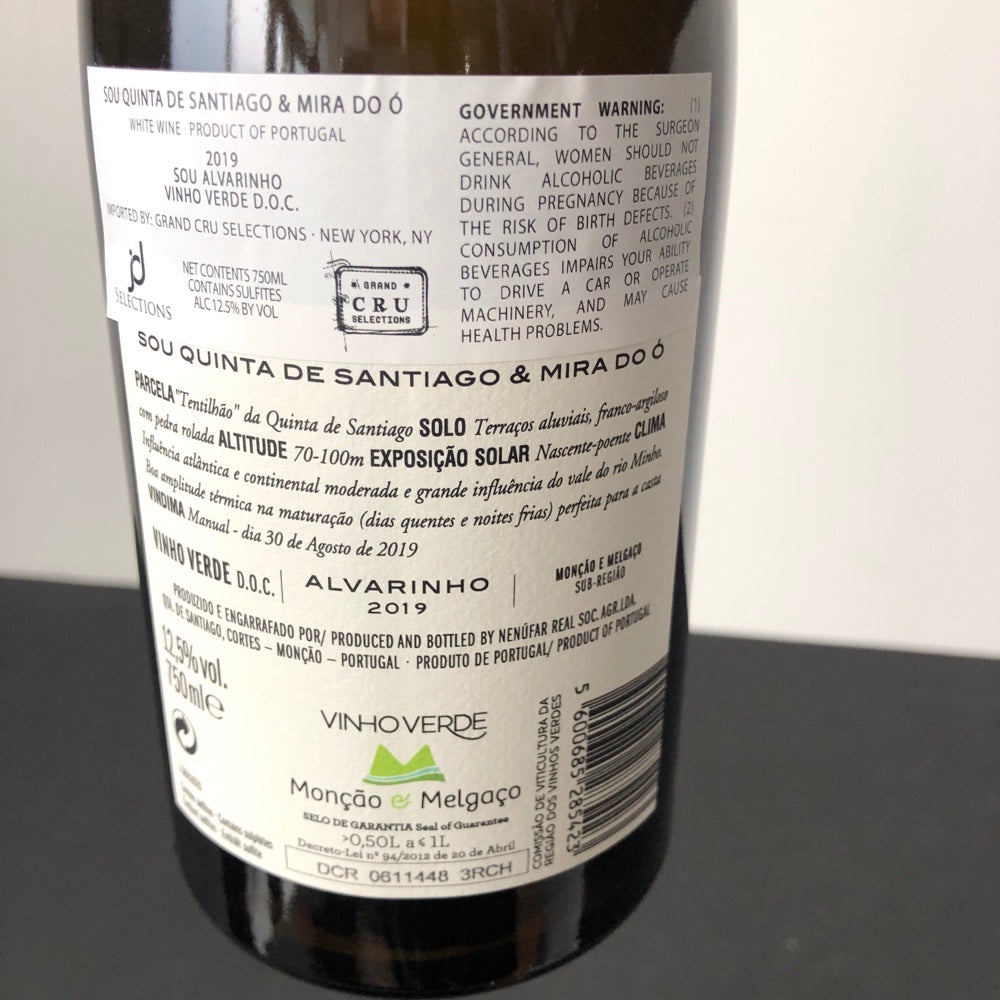 SOU QUINTA DE SANTIAGO & MIRA DO Ó
WHITE WINE · PRODUCT OF PORTUGAL
2019
SOU ALVARINHO
VINHO VERDE D.O.C.
IMPORTED BY: GRAND CRU SELECTIONS · NEW YORK, NY
jd
SELECTIONS
NET CONTENTS 750ML
CONTAINS SULFITES
ALC 12.5% BY VOL
GRAND
CRU
SELECTIONS
GOVERNMENT WARNING: (1)
ACCORDING TO THE SURGEON
GENERAL, WOMEN SHOULD NOT
DRINK ALCOHOLIC BEVERAGES
DURING PREGNANCY BECAUSE OF
THE RISK OF BIRTH DEFECTS. (2)
CONSUMPTION OF ALCOHOLIC
BEVERAGES IMPAIRS YOUR ABILITY
TO DRIVE A CAR OR OPERATE
MACHINERY, AND MAY CAUSE
HEALTH PROBLEMS.
SOU QUINTA DE SANTIAGO & MIRA DO Ó
PARCELA "Tentilhão" da Quinta de Santiago SOLO Terraços aluviais, franco-argiloso
com pedra rolada ALTITUDE 70-100m EXPOSIÇÃO SOLAR Nascente-poente CLIMA
Influência atlântica e continental moderada e grande influência do vale do rio Minho.
Boa amplitude térmica na maturação (dias quentes e noites frias) perfeita para a casta
VINDIMA Manual - dia 30 de Agosto de 2019
VINHO VERDE D.O.C.
ALVARINHO
2019
MONÇÃO E MELGAÇO
SUB-REGIÃO
PRODUZIDO E ENGARRAFADO POR/ PRODUCED AND BOTTLED BY NENÚFAR REAL SOC. AGR. LDA.
QTA. DE SANTIAGO, CORTES – MONÇÃO – PORTUGAL · PRODUTO DE PORTUGAL/ PRODUCT OF PORTUGAL
12,5% vol.
750ml e
VINHO VERDE
Monção e Melgaço
SELO DE GARANTIA Seal of Guarantee
>0,50L a ≤ 1L
Decreto-Lei nº 94/2012 de 20 de Abril
DCR 0611448 3RCH
COMISSÃO DE VITICULTURA DA
REGIÃO DOS VINHOS VERDES
5 600685 285423